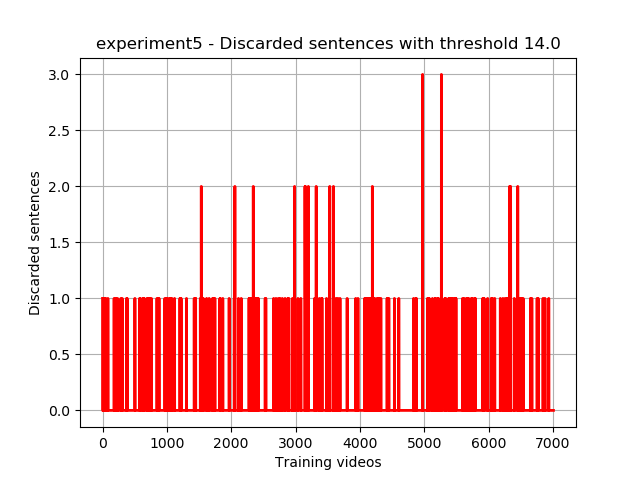 experiment5 - Discarded sentences with threshold 14.0
3.0
2.5
2.0
1.5
1.0
0.5
0.0
Discarded sentences
0 1000 2000 3000 4000 5000 6000 7000
Training videos